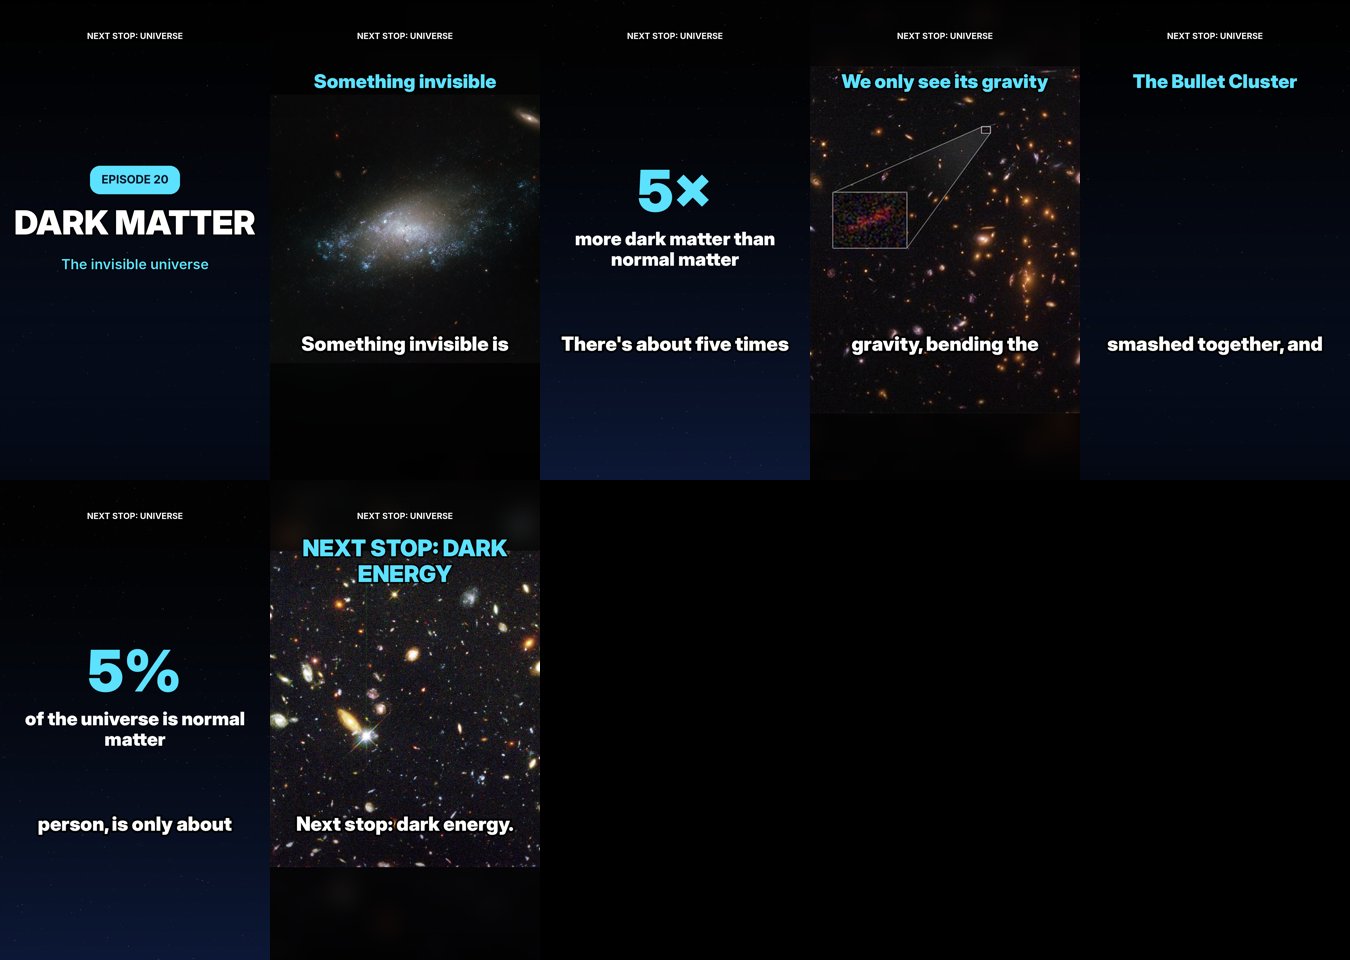 NEXT STOP: UNIVERSE
EPISODE 20
DARK MATTER
The invisible universe
NEXT STOP: UNIVERSE
Something invisible
Something invisible is
NEXT STOP: UNIVERSE
5×
more dark matter than
normal matter
There's about five times
NEXT STOP: UNIVERSE
We only see its gravity
gravity, bending the
NEXT STOP: UNIVERSE
The Bullet Cluster
smashed together, and
NEXT STOP: UNIVERSE
5%
of the universe is normal
matter
person, is only about
NEXT STOP: UNIVERSE
NEXT STOP: DARK
ENERGY
Next stop: dark energy.